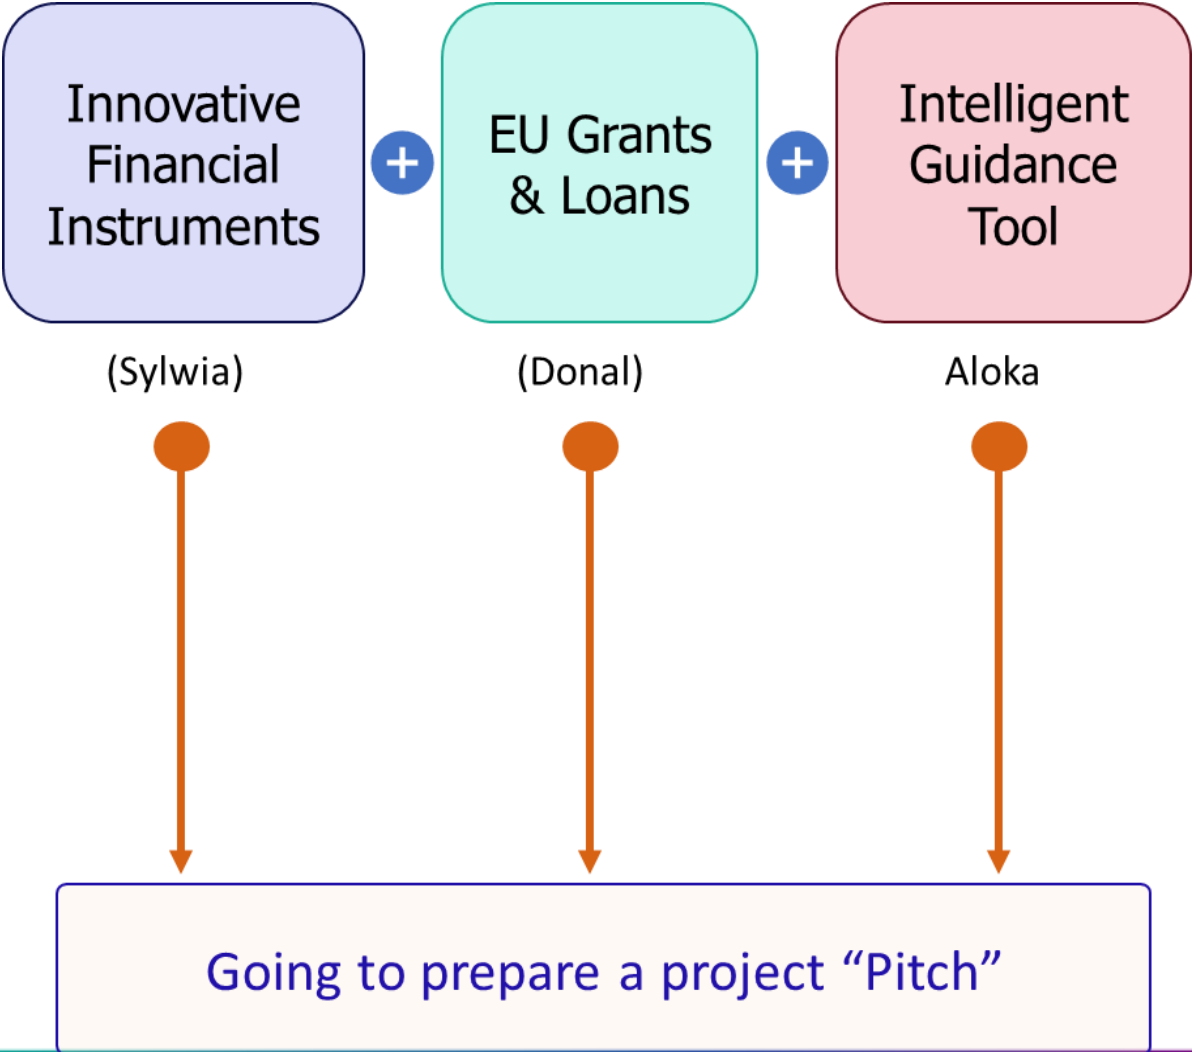 Innovative
Financial
Instruments
+
EU Grants
& Loans
+
Intelligent
Guidance
Tool
(Sylwia)
(Donal)
Aloka
Going to prepare a project “Pitch”